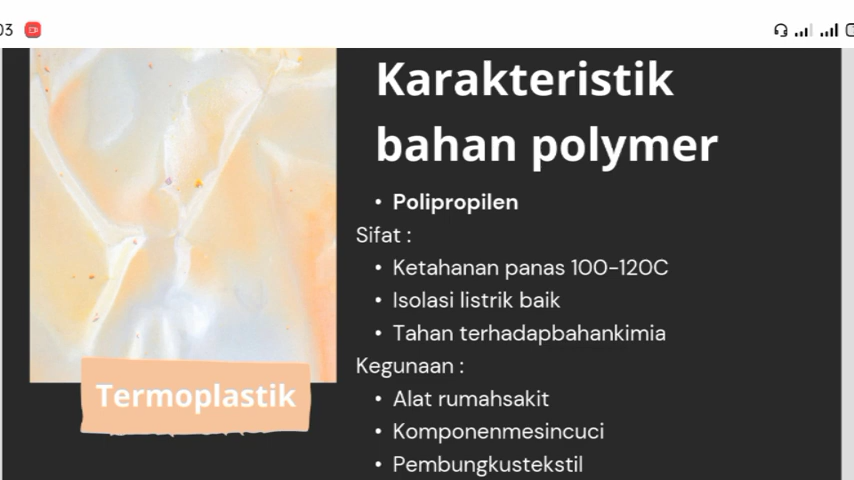 03
Karakteristik
bahan polymer
• Polipropilen
Sifat :
• Ketahanan panas 100-120C
• Isolasi listrik baik
• Tahan terhadapbahankimia
Kegunaan :
• Alat rumahsakit
• Komponenmesincuci
• Pembungkustekstil
Termoplastik